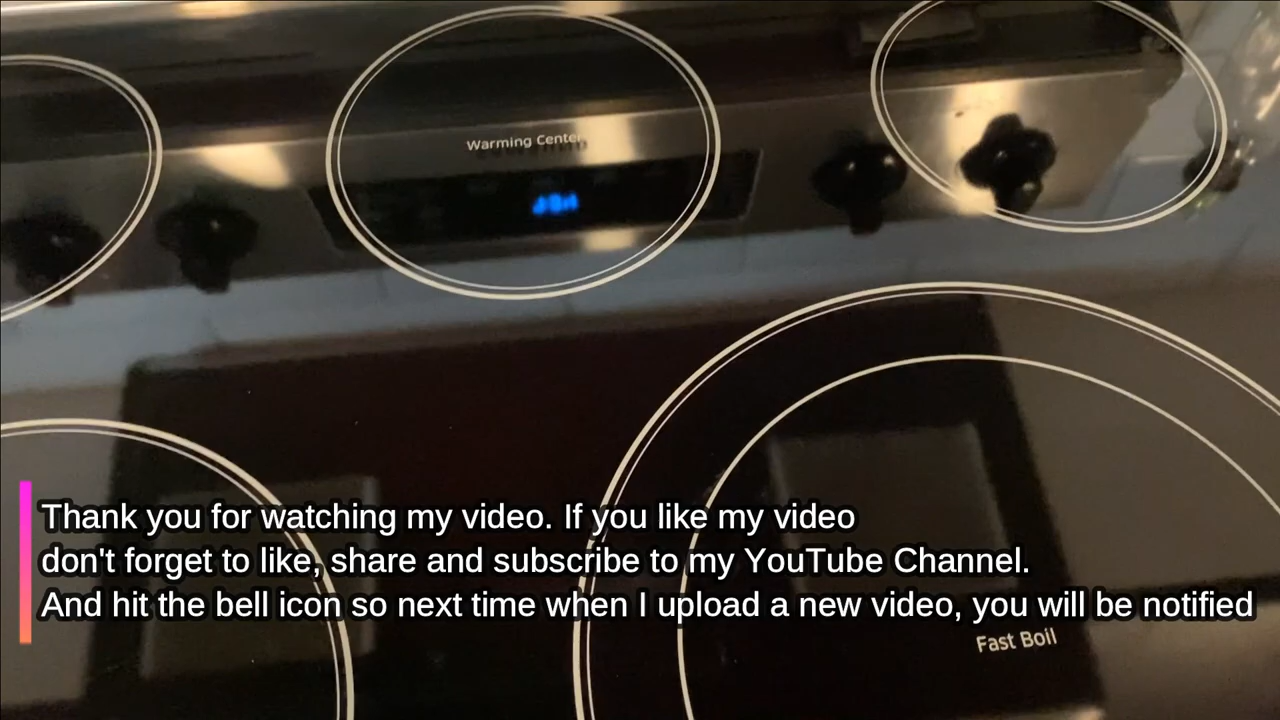 Warming Center
Thank you for watching my video. If you like my video
don't forget to like, share and subscribe to my YouTube Channel.
And hit the bell icon so next time when I upload a new video, you will be notified
Fast Boil